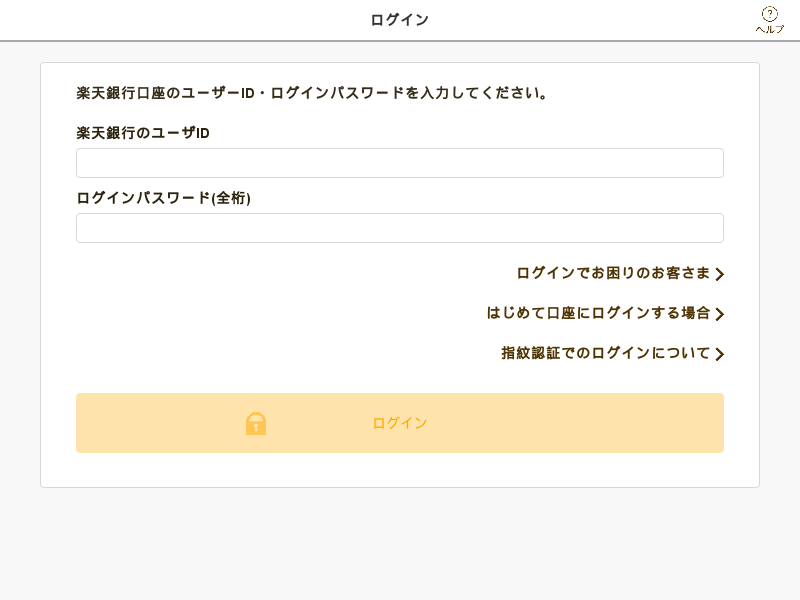 ログイン
ヘルプ
楽天銀行口座のユーザーID・ログインパスワードを入力してください。
楽天銀行のユーザID
ログインパスワード(全桁)
ログインでお困りのお客さま
はじめて口座にログインする場合
指紋認証でのログインについて
ログイン